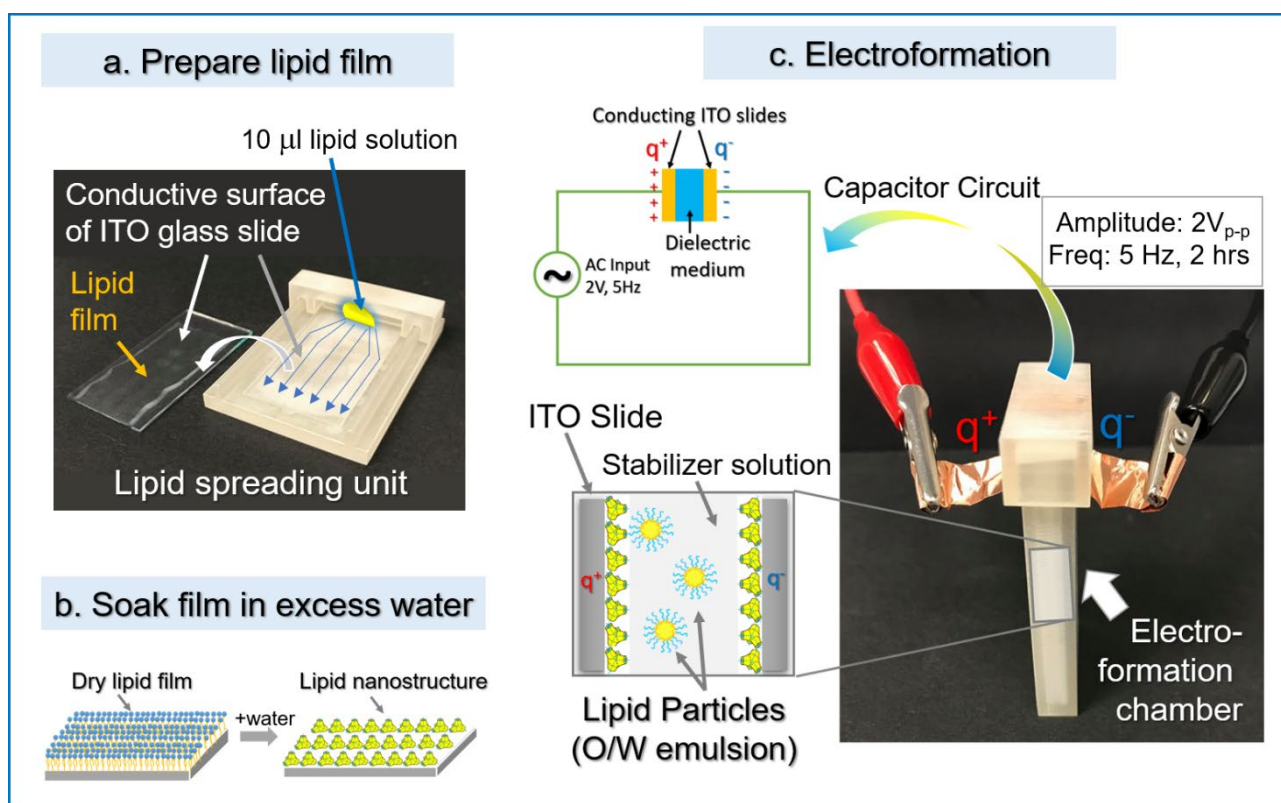 a. Prepare lipid film
10 μl lipid solution
Conductive surface
of ITO glass slide
Lipid
film
Lipid spreading unit
b. Soak film in excess water
Dry lipid film
Lipid nanostructure
+water
c. Electroformation
Conducting ITO slides
q⁺
q⁻
+
+
+
+
-
-
-
-
Dielectric
medium
~
AC Input
2V, 5Hz
Capacitor Circuit
Amplitude: 2Vp-p
Freq: 5 Hz, 2 hrs
q⁺
q⁻
ITO Slide
Stabilizer solution
q⁺
q⁻
Lipid Particles
(O/W emulsion)
Electro-
formation
chamber